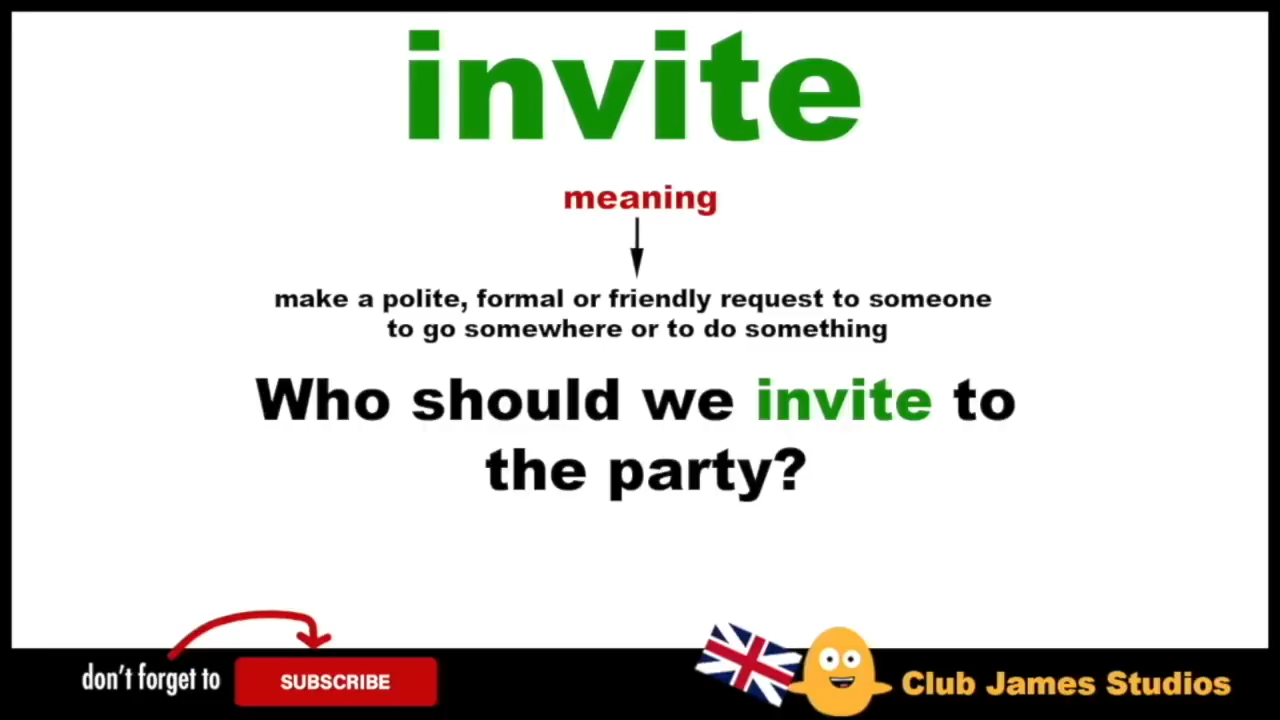 invite
meaning
make a polite, formal or friendly request to someone
to go somewhere or to do something
Who should we invite to
the party?
don't forget to
SUBSCRIBE
Club James Studios